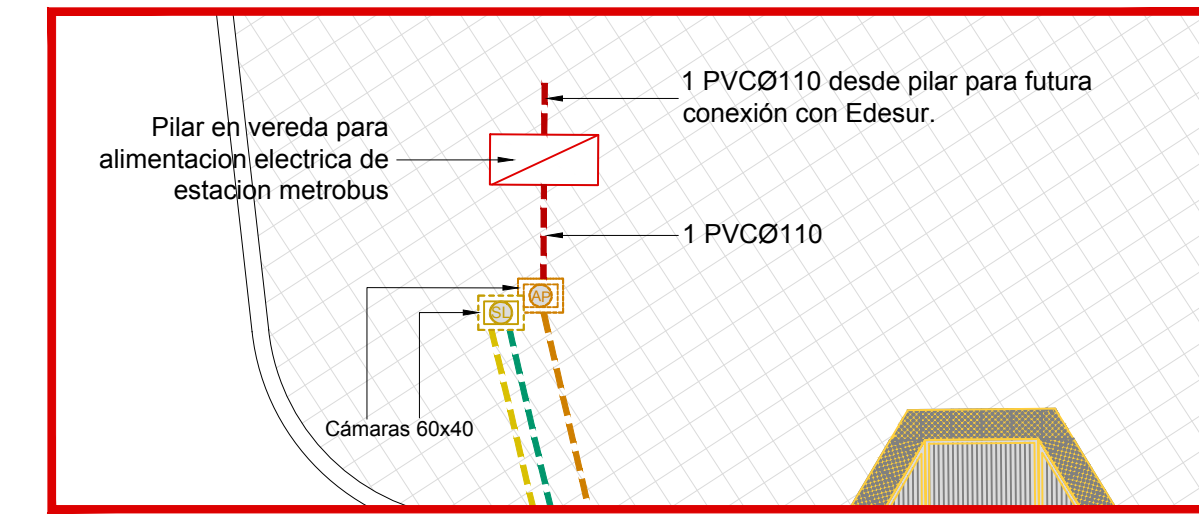 1 PVCØ110 desde pilar para futura
conexión con Edesur.
Pilar en vereda para
alimentacion electrica de
estacion metrobus
1 PVCØ110
AP
SL
Cámaras 60x40